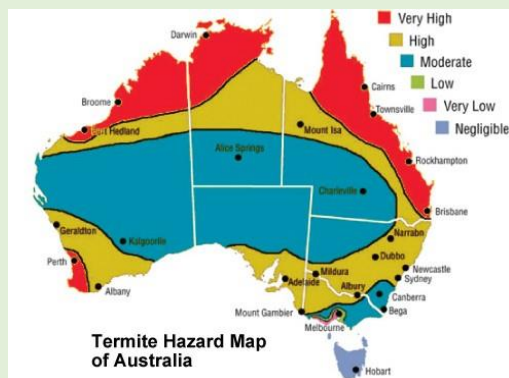 Very High
High
Moderate
Low
Very Low
Negligible
Darwin
Cairns
Broome
Townsville
Port Hedland
Mount Isa
Alice Springs
Rockhampton
Charleville
Brisbane
Geraldton
Narrabn
Kalgoorlie
Dubbo
Perth
Mildura
Newcastle
Adelaide
Albury
Sydney
Albany
Canberra
Mount Gambier
Bega
Melbourne
Termite Hazard Map
of Australia
Hobart